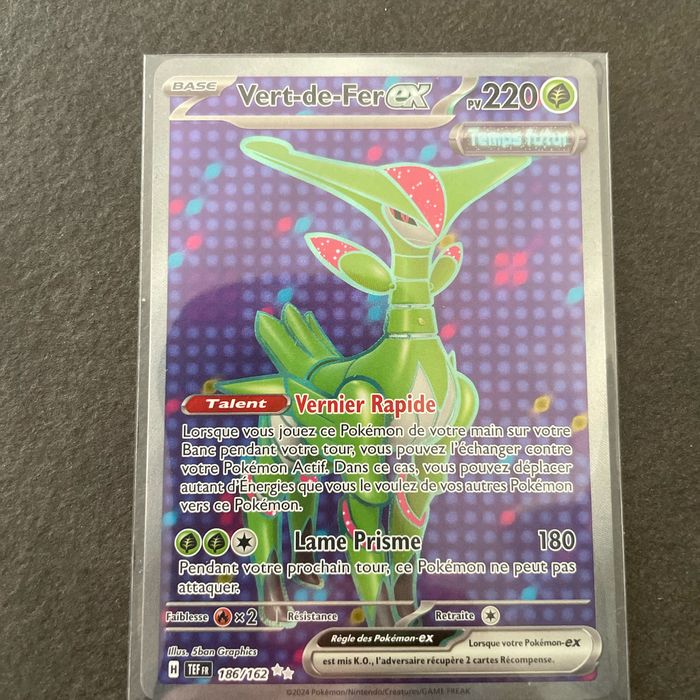 BASE Vert-de-Fer ex PV 220
Temps futur
Talent Vernier Rapide
Lorsque vous jouez ce Pokémon de votre main sur votre
Banc pendant votre tour, vous pouvez l'échanger contre
votre Pokémon Actif. Dans ce cas, vous pouvez déplacer
autant d'Énergies que vous le voulez de vos autres Pokémon
vers ce Pokémon.
Lame Prisme 180
Pendant votre prochain tour, ce Pokémon ne peut pas
attaquer.
Faiblesse × 2 Résistance Retraite
Illus. 5ban Graphics
Règle des Pokémon-ex Lorsque votre Pokémon-ex
est mis K.O., l'adversaire récupère 2 cartes Récompense.
H TEF FR 186/162
©2024 Pokémon/Nintendo/Creatures/GAME FREAK